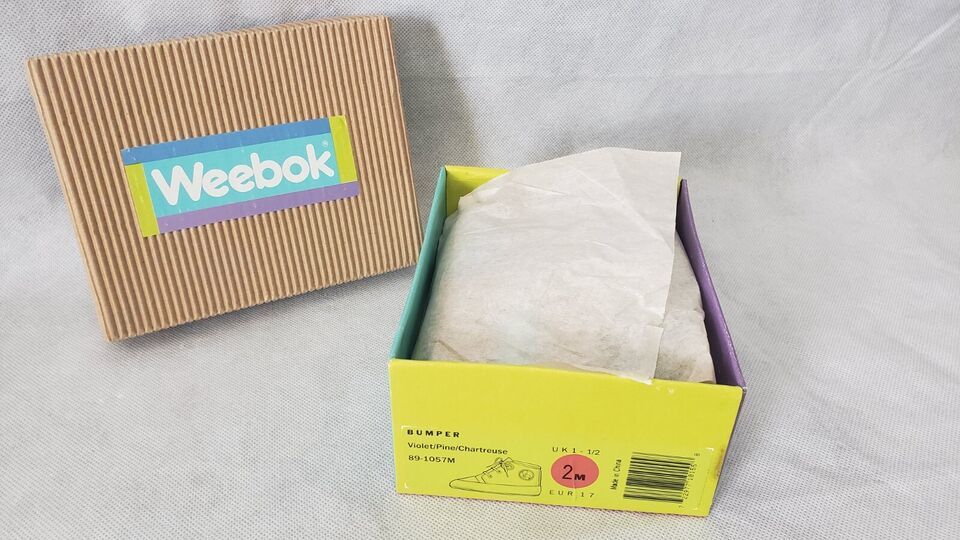 Weebok®
BUMPER
Violet/Pine/Chartreuse
89-1057M
UK 1 - 1/2
2M
EUR 17
Made in China